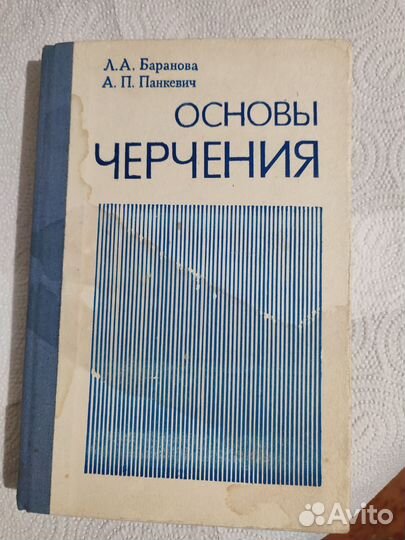 Л. А. Баранова
А. П. Панкевич
ОСНОВЫ
ЧЕРЧЕНИЯ
Avito